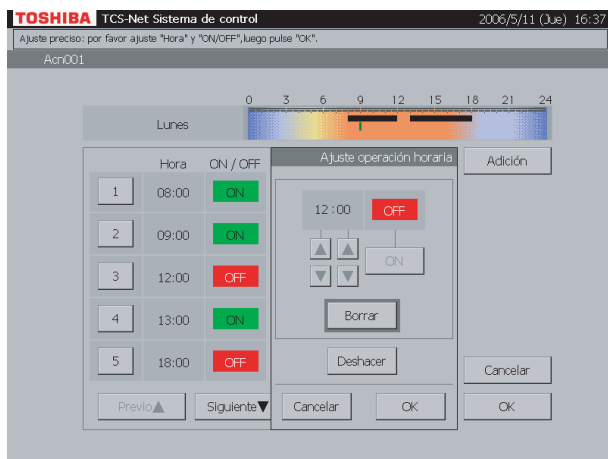 TOSHIBA TCS-Net Sistema de control 2006/5/11 (Jue) 16:37
Ajuste preciso: por favor ajuste "Hora" y "ON/OFF",luego pulse "OK".
Acn001
0 3 6 9 12 15 18 21 24
Lunes
Hora ON / OFF
Ajuste operación horaria
Adición
1 08:00 ON
2 09:00 ON
3 12:00 OFF
4 13:00 ON
5 18:00 OFF
Previo▲ Siguiente▼
12:00 OFF
▲ ▲
▼ ▼
ON
Borrar
Deshacer
Cancelar OK
Cancelar
OK